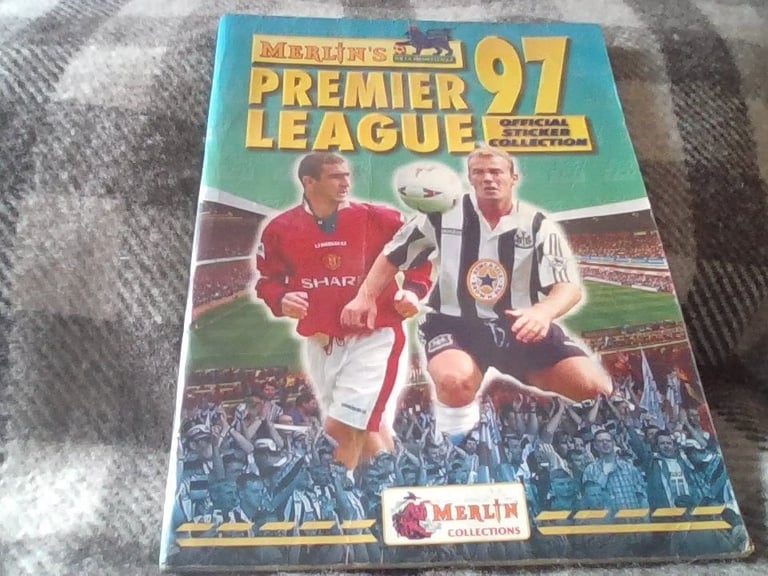 MERLIN'S
PREMIER 97
LEAGUE
OFFICIAL
STICKER
COLLECTION
SHARP
MERLIN
COLLECTIONS